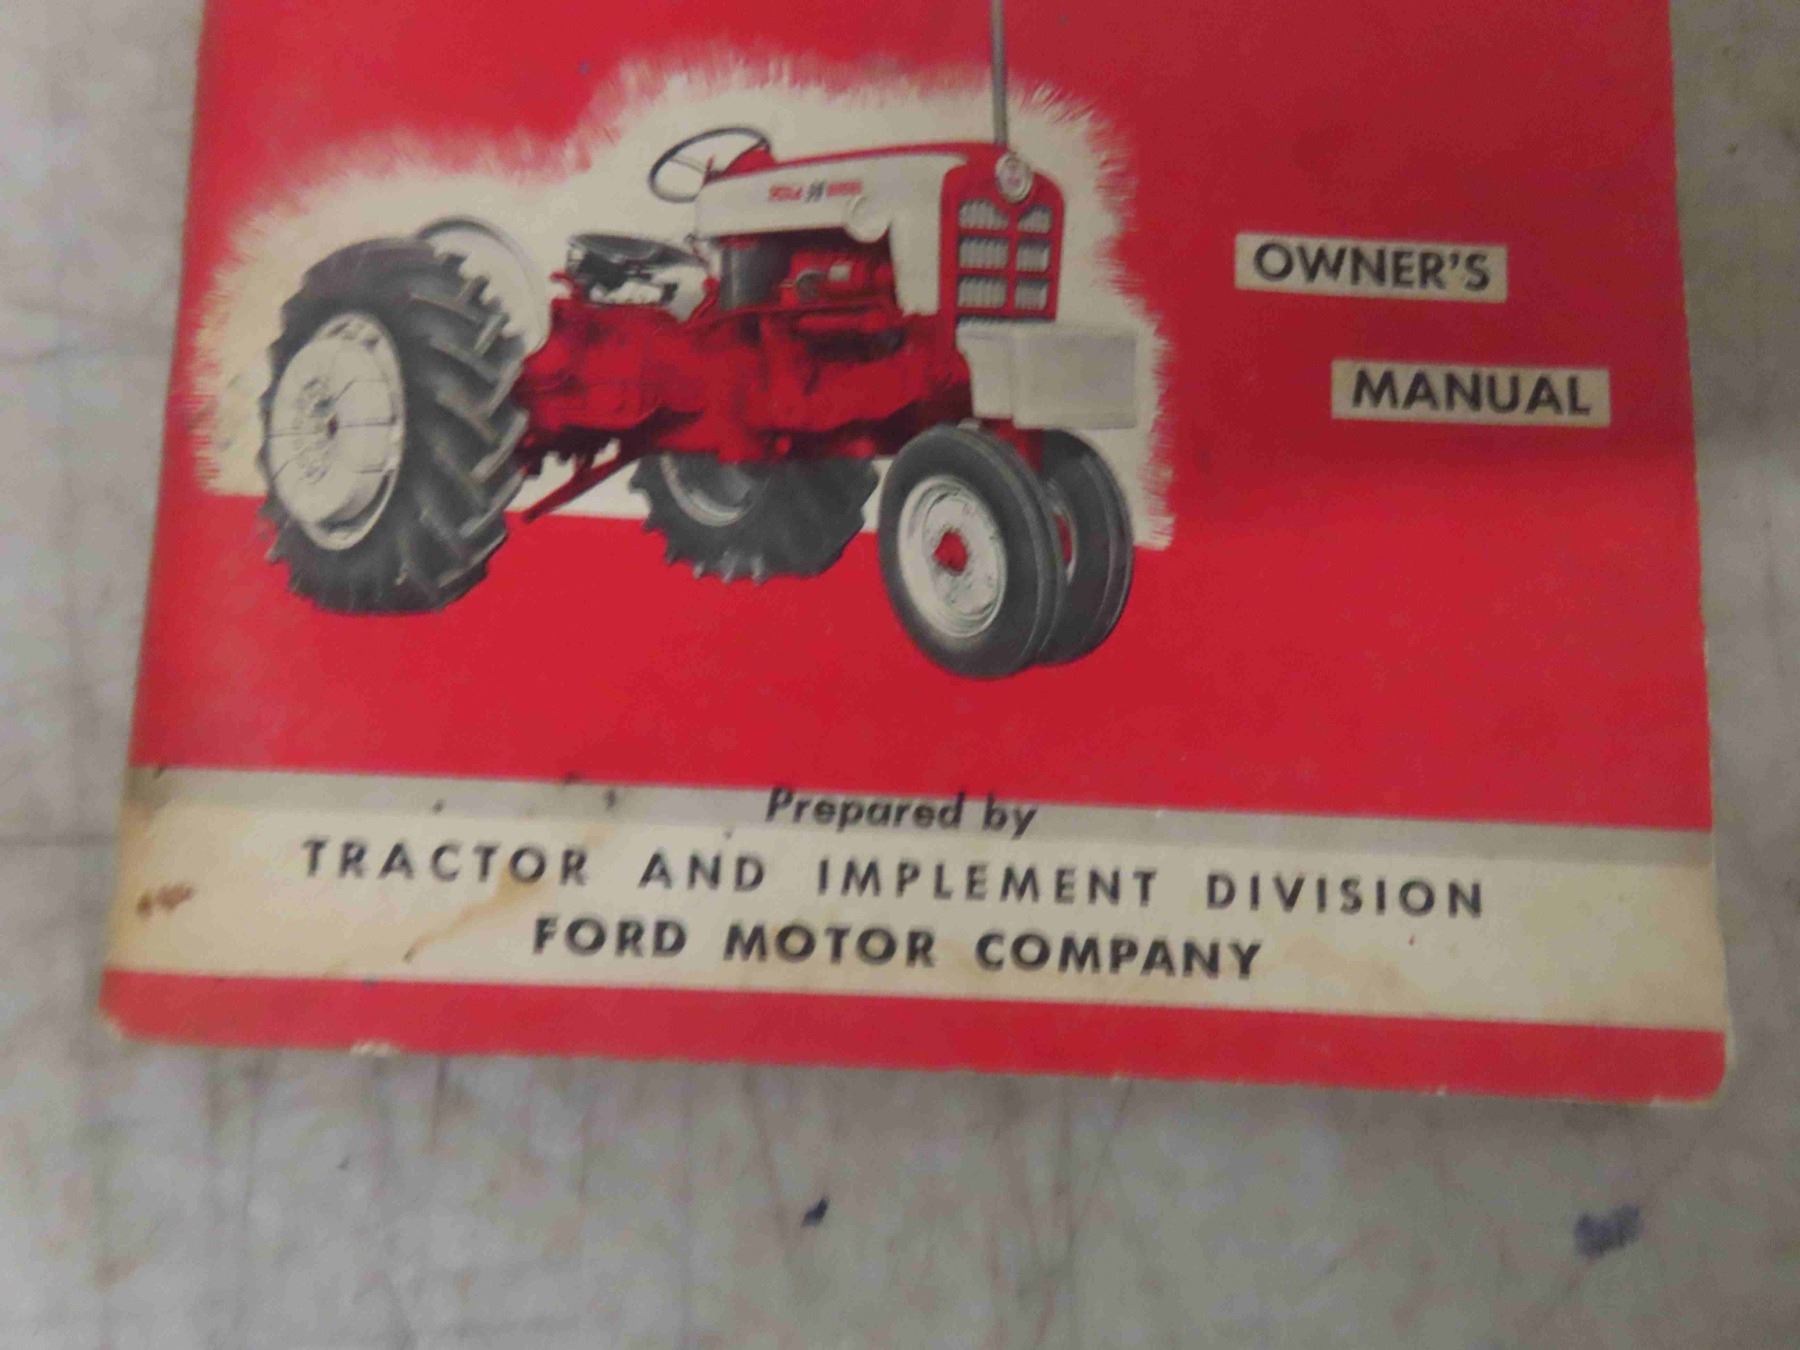 OWNER'S
MANUAL
Prepared by
TRACTOR AND IMPLEMENT DIVISION
FORD MOTOR COMPANY